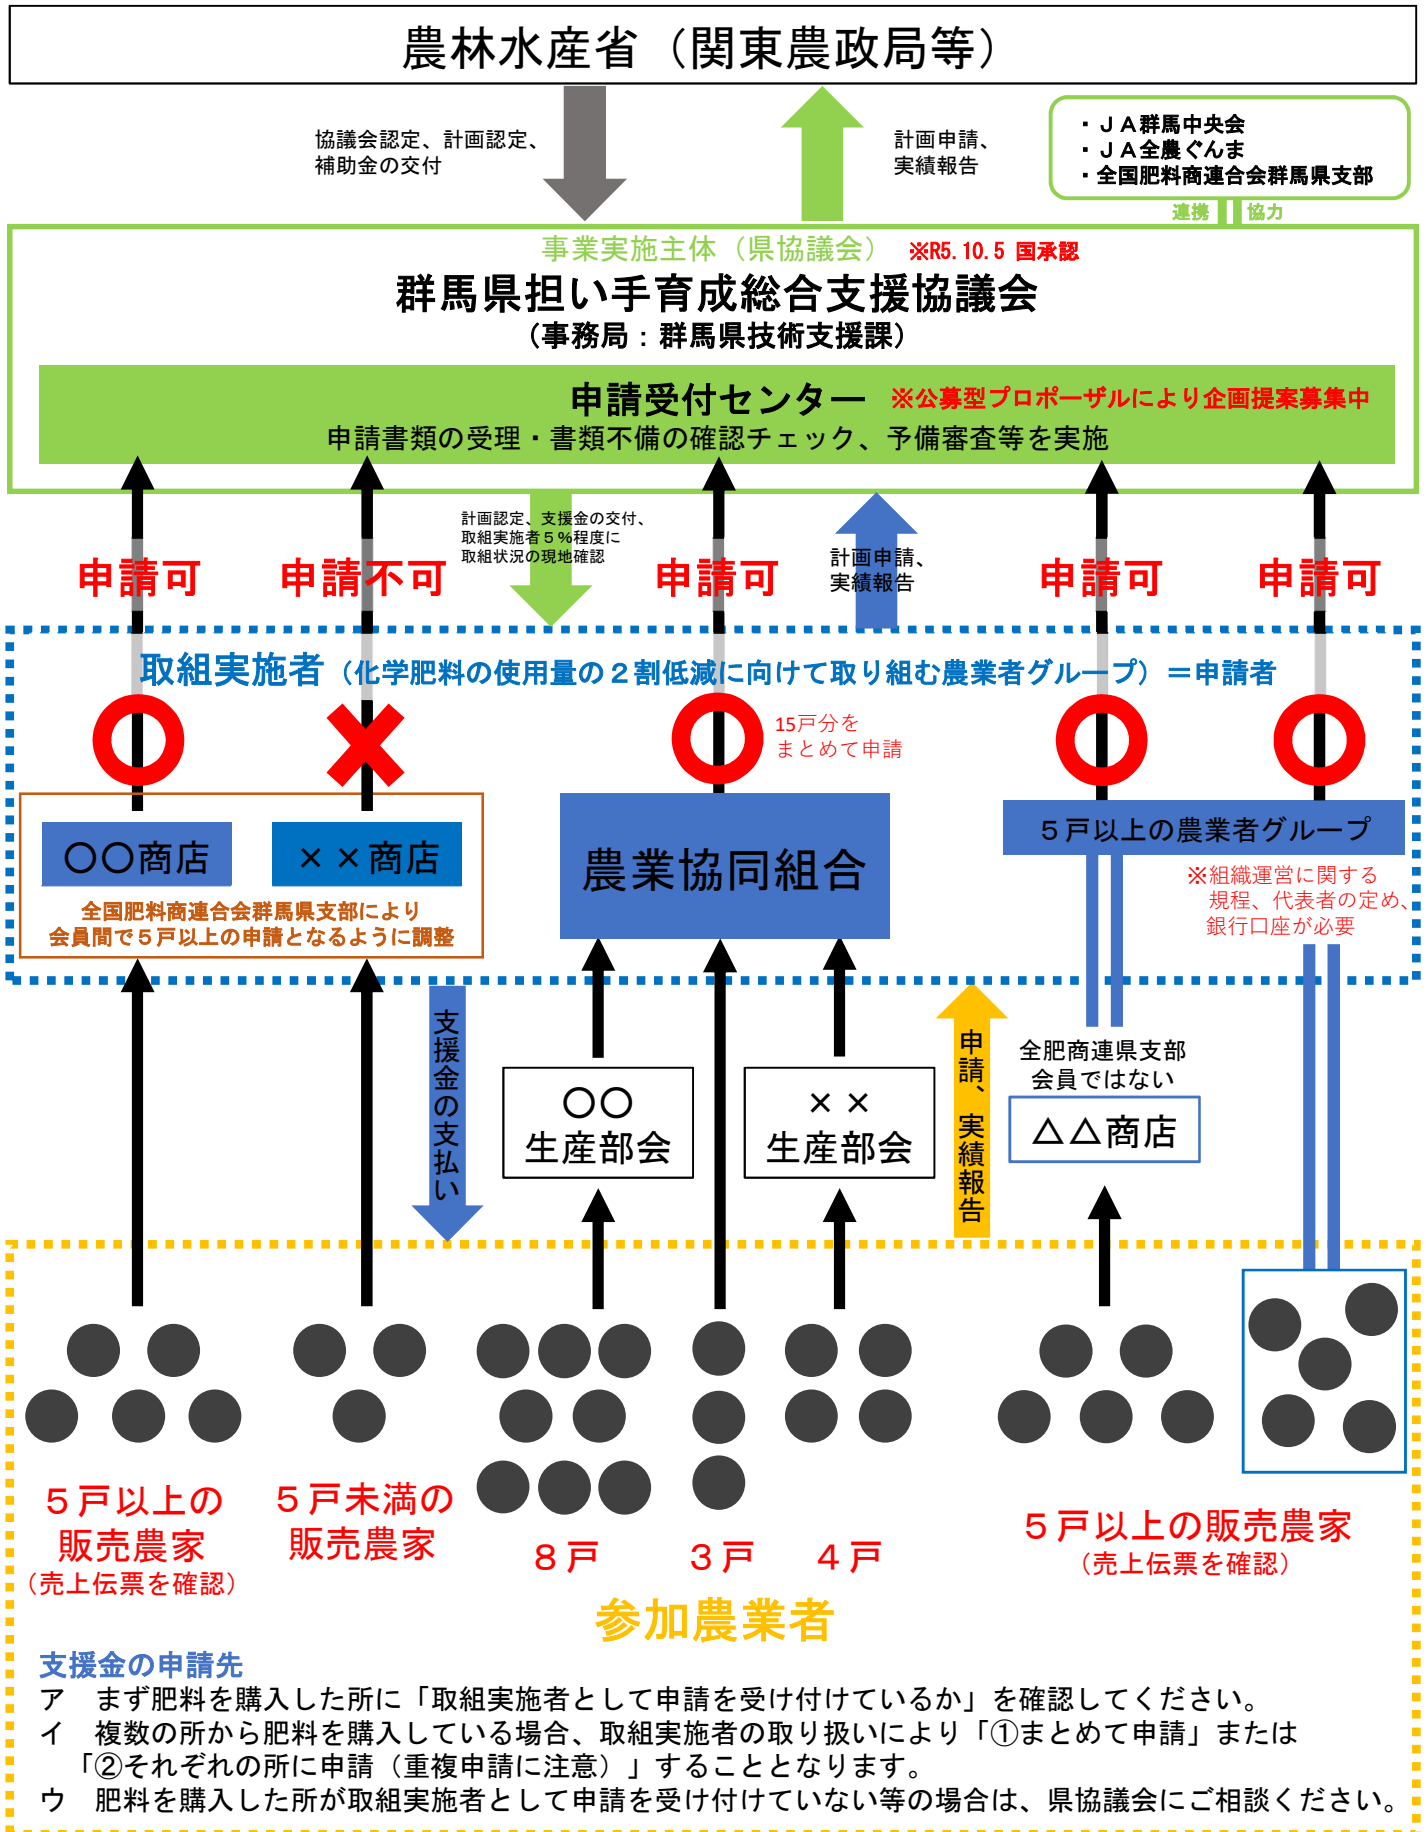 農林水産省（関東農政局等）
協議会認定、計画認定、
補助金の交付
計画申請、
実績報告
・ＪＡ群馬中央会
・ＪＡ全農ぐんま
・全国肥料商連合会群馬県支部
連携
協力
事業実施主体（県協議会） ※R5.10.5 国承認
群馬県担い手育成総合支援協議会
（事務局：群馬県技術支援課）
申請受付センター ※公募型プロポーザルにより企画提案募集中
申請書類の受理・書類不備の確認チェック、予備審査等を実施
計画認定、支援金の交付、
取組実施者５%程度に
取組状況の現地確認
計画申請、
実績報告
申請可
申請不可
申請可
申請可
申請可
取組実施者（化学肥料の使用量の２割低減に向けて取り組む農業者グループ）＝申請者
15戸分を
まとめて申請
〇〇商店
××商店
全国肥料商連合会群馬県支部により
会員間で５戸以上の申請となるように調整
農業協同組合
５戸以上の農業者グループ
※組織運営に関する
規程、代表者の定め、
銀行口座が必要
支援金の支払い
〇〇
生産部会
××
生産部会
申請、実績報告
全肥商連県支部
会員ではない
△△商店
５戸以上の
販売農家
（売上伝票を確認）
５戸未満の
販売農家
８戸
３戸
４戸
５戸以上の販売農家
（売上伝票を確認）
参加農業者
支援金の申請先
ア　まず肥料を購入した所に「取組実施者として申請を受け付けているか」を確認してください。
イ　複数の所から肥料を購入している場合、取組実施者の取り扱いにより「①まとめて申請」または
「②それぞれの所に申請（重複申請に注意）」することとなります。
ウ　肥料を購入した所が取組実施者として申請を受け付けていない等の場合は、県協議会にご相談ください。